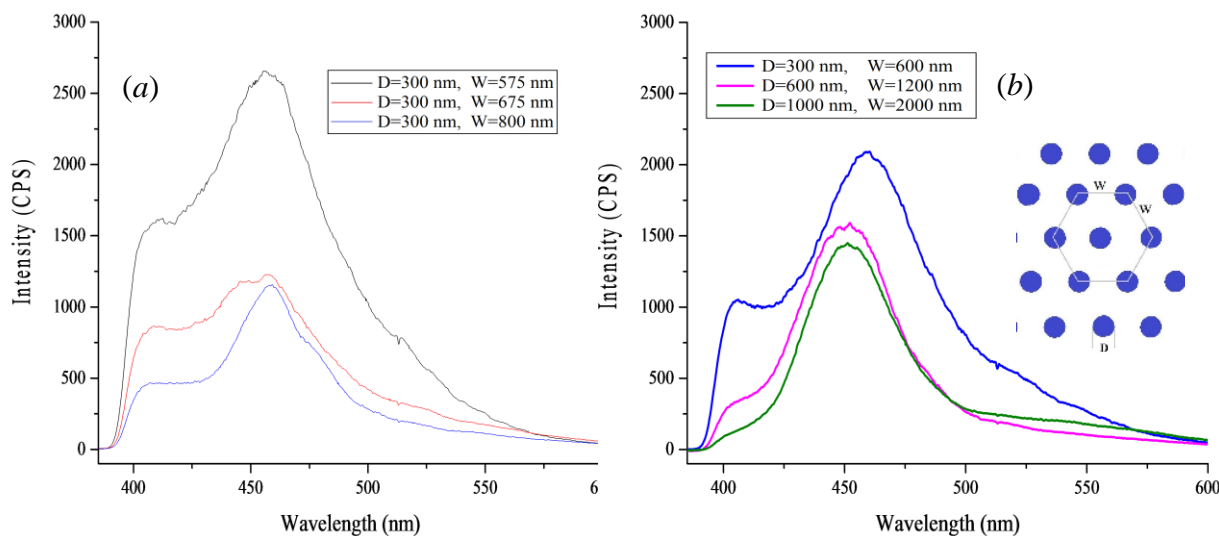 3000
2500
2000
1500
1000
500
0
Intensity (CPS)
(a)
D=300 nm, W=575 nm
D=300 nm, W=675 nm
D=300 nm, W=800 nm
400
450
500
550
6
Wavelength (nm)
3000
2500
2000
1500
1000
500
0
Intensity (CPS)
D=300 nm, W=600 nm
D=600 nm, W=1200 nm
D=1000 nm, W=2000 nm
(b)
W
W
D
400
450
500
550
600
Wavelength (nm)